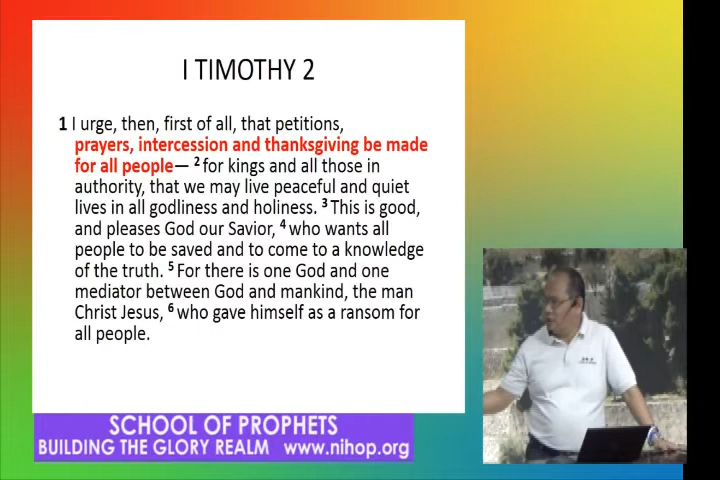 I TIMOTHY 2
1 I urge, then, first of all, that petitions,
prayers, intercession and thanksgiving be made
for all people— 2 for kings and all those in
authority, that we may live peaceful and quiet
lives in all godliness and holiness. 3 This is good,
and pleases God our Savior, 4 who wants all
people to be saved and to come to a knowledge
of the truth. 5 For there is one God and one
mediator between God and mankind, the man
Christ Jesus, 6 who gave himself as a ransom for
all people.
SCHOOL OF PROPHETS
BUILDING THE GLORY REALM www.nihop.org